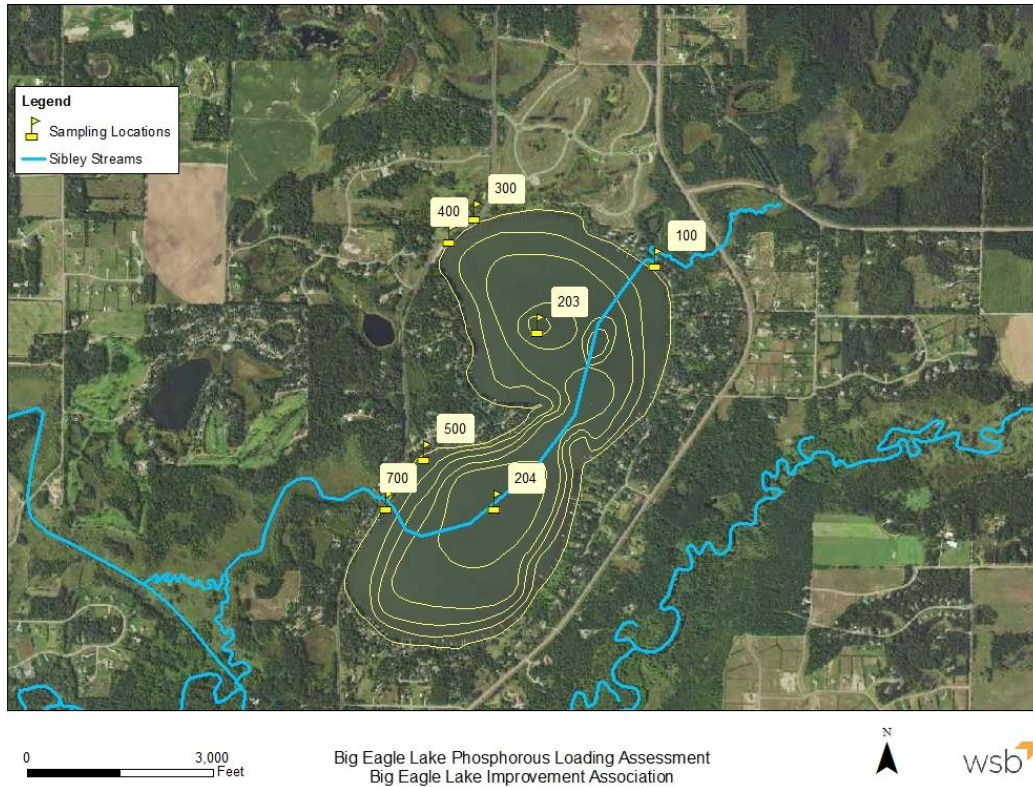 Legend
Sampling Locations
Sibley Streams
300
400
100
203
500
700
204
0 3,000
Feet
Big Eagle Lake Phosphorous Loading Assessment
Big Eagle Lake Improvement Association
N
wsb